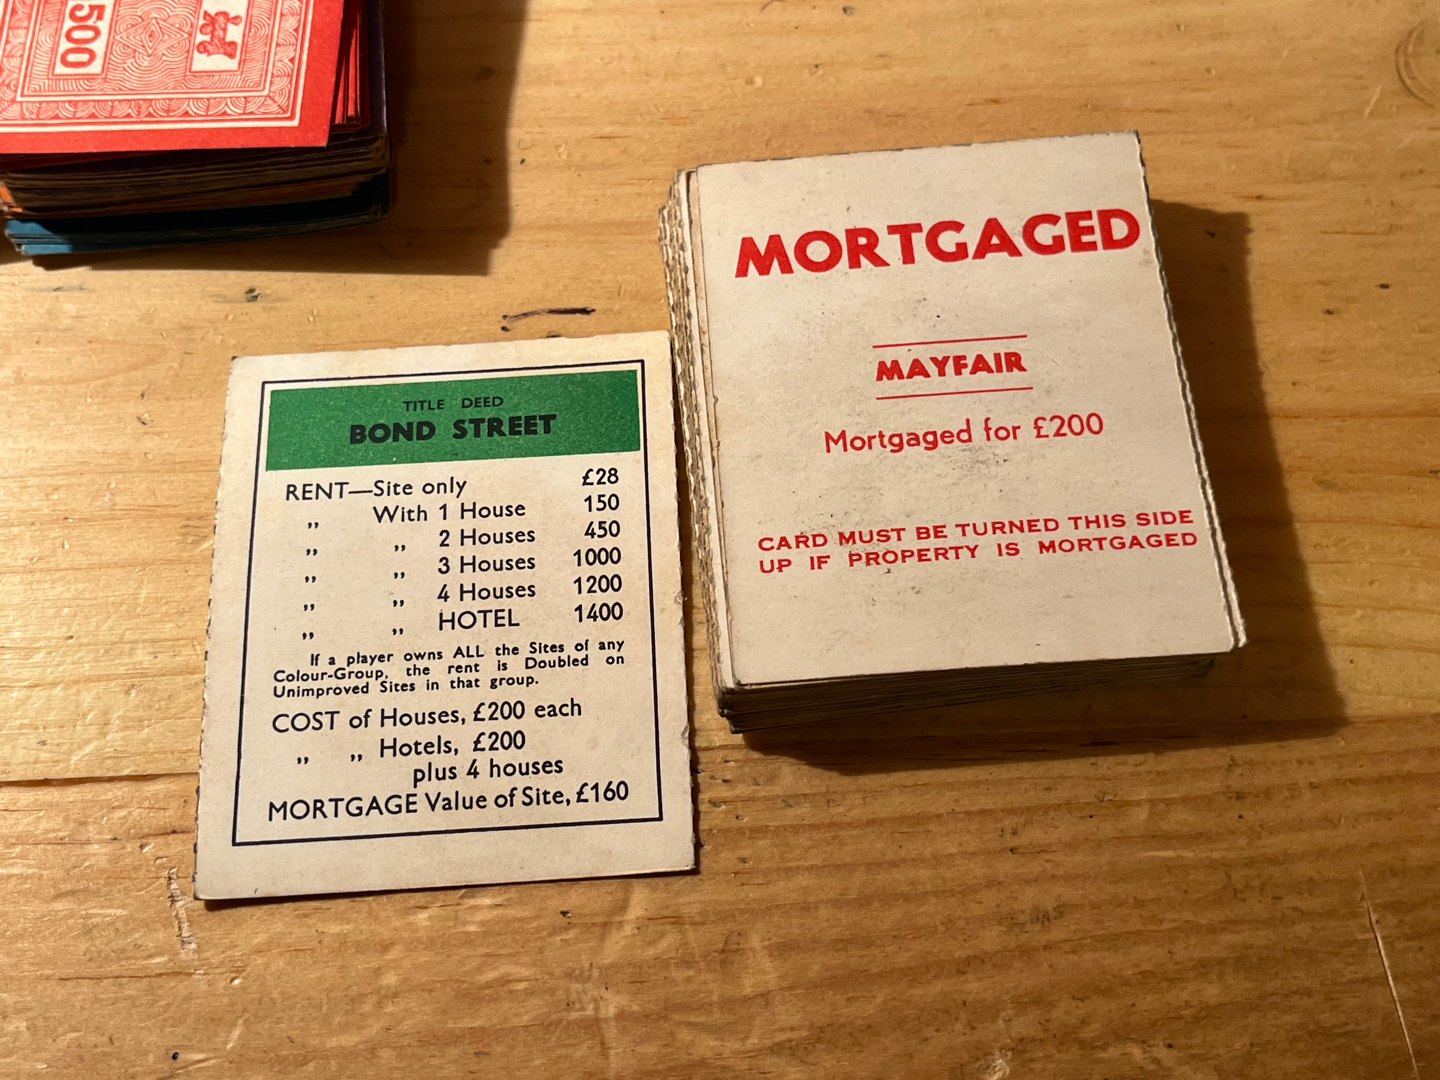 500
TITLE DEED
BOND STREET
RENT—Site only £28
„ With 1 House 150
„ „ 2 Houses 450
„ „ 3 Houses 1000
„ „ 4 Houses 1200
„ „ HOTEL 1400
If a player owns ALL the Sites of any
Colour-Group, the rent is Doubled on
Unimproved Sites in that group.
COST of Houses, £200 each
„ „ Hotels, £200
plus 4 houses
MORTGAGE Value of Site, £160
MORTGAGED
MAYFAIR
Mortgaged for £200
CARD MUST BE TURNED THIS SIDE
UP IF PROPERTY IS MORTGAGED